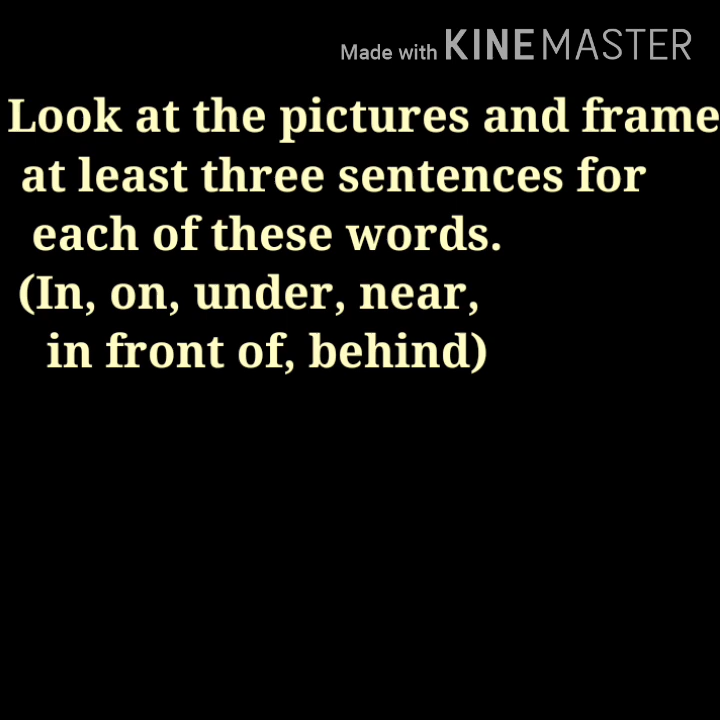 Made with KINEMASTER
Look at the pictures and frame
at least three sentences for
each of these words.
(In, on, under, near,
in front of, behind)